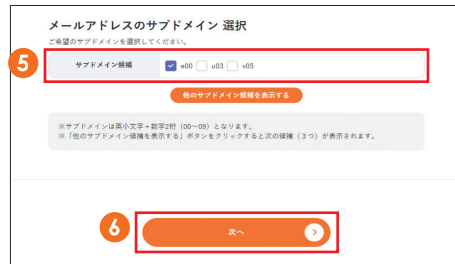 メールアドレスのサブドメイン 選択
ご希望のサブドメインを選択してください。
5
サブドメイン候補 e00 u03 v05
他のサブドメイン候補を表示する
※サブドメインは英小文字＋数字2桁（00〜09）となります。
※「他のサブドメイン候補を表示する」ボタンをクリックすると次の候補（3つ）が表示されます。
6
次へ